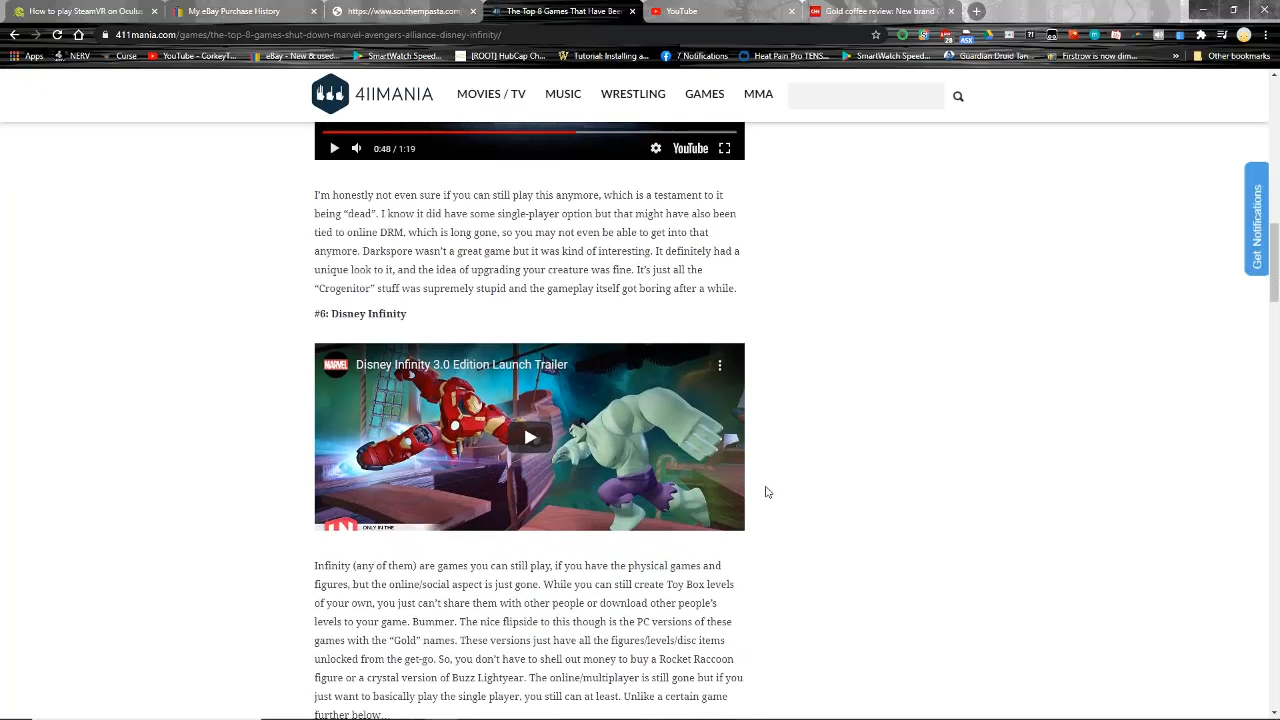 How to play SteamVR on Oculus
My eBay Purchase History
https://www.southernpasta.com
The Top 8 Games That Have Bee
YouTube
Gold coffee review: New brand
411mania.com/games/the-top-8-games-shut-down-marvel-avengers-alliance-disney-infinity/
Apps
NERV
Curse
YouTube - CorkeyT...
eBay - New & used...
SmartWatch Speed...
[ROOT] HubCap Ch...
Tutorial: Installing a...
7 Notifications
Heat Pain Pro TENS...
SmartWatch Speed...
Guardian Druid Tan...
Firstrow is now dim...
Other bookmarks
411MANIA
MOVIES / TV
MUSIC
WRESTLING
GAMES
MMA
0:48 / 1:19
YouTube
Get Notifications
I'm honestly not even sure if you can still play this anymore, which is a testament to it
being “dead”. I know it did have some single-player option but that might have also been
tied to online DRM, which is long gone, so you may not even be able to get into that
anymore. Darkspore wasn't a great game but it was kind of interesting. It definitely had a
unique look to it, and the idea of upgrading your creature was fine. It's just all the
“Crogenitor” stuff was supremely stupid and the gameplay itself got boring after a while.
#6: Disney Infinity
MARVEL
Disney Infinity 3.0 Edition Launch Trailer
ONLY IN THE
Infinity (any of them) are games you can still play, if you have the physical games and
figures, but the online/social aspect is just gone. While you can still create Toy Box levels
of your own, you just can't share them with other people or download other people's
levels to your game. Bummer. The nice flipside to this though is the PC versions of these
games with the “Gold” names. These versions just have all the figures/levels/disc items
unlocked from the get-go. So, you don't have to shell out money to buy a Rocket Raccoon
figure or a crystal version of Buzz Lightyear. The online/multiplayer is still gone but if you
just want to basically play the single player, you still can at least. Unlike a certain game
further below…